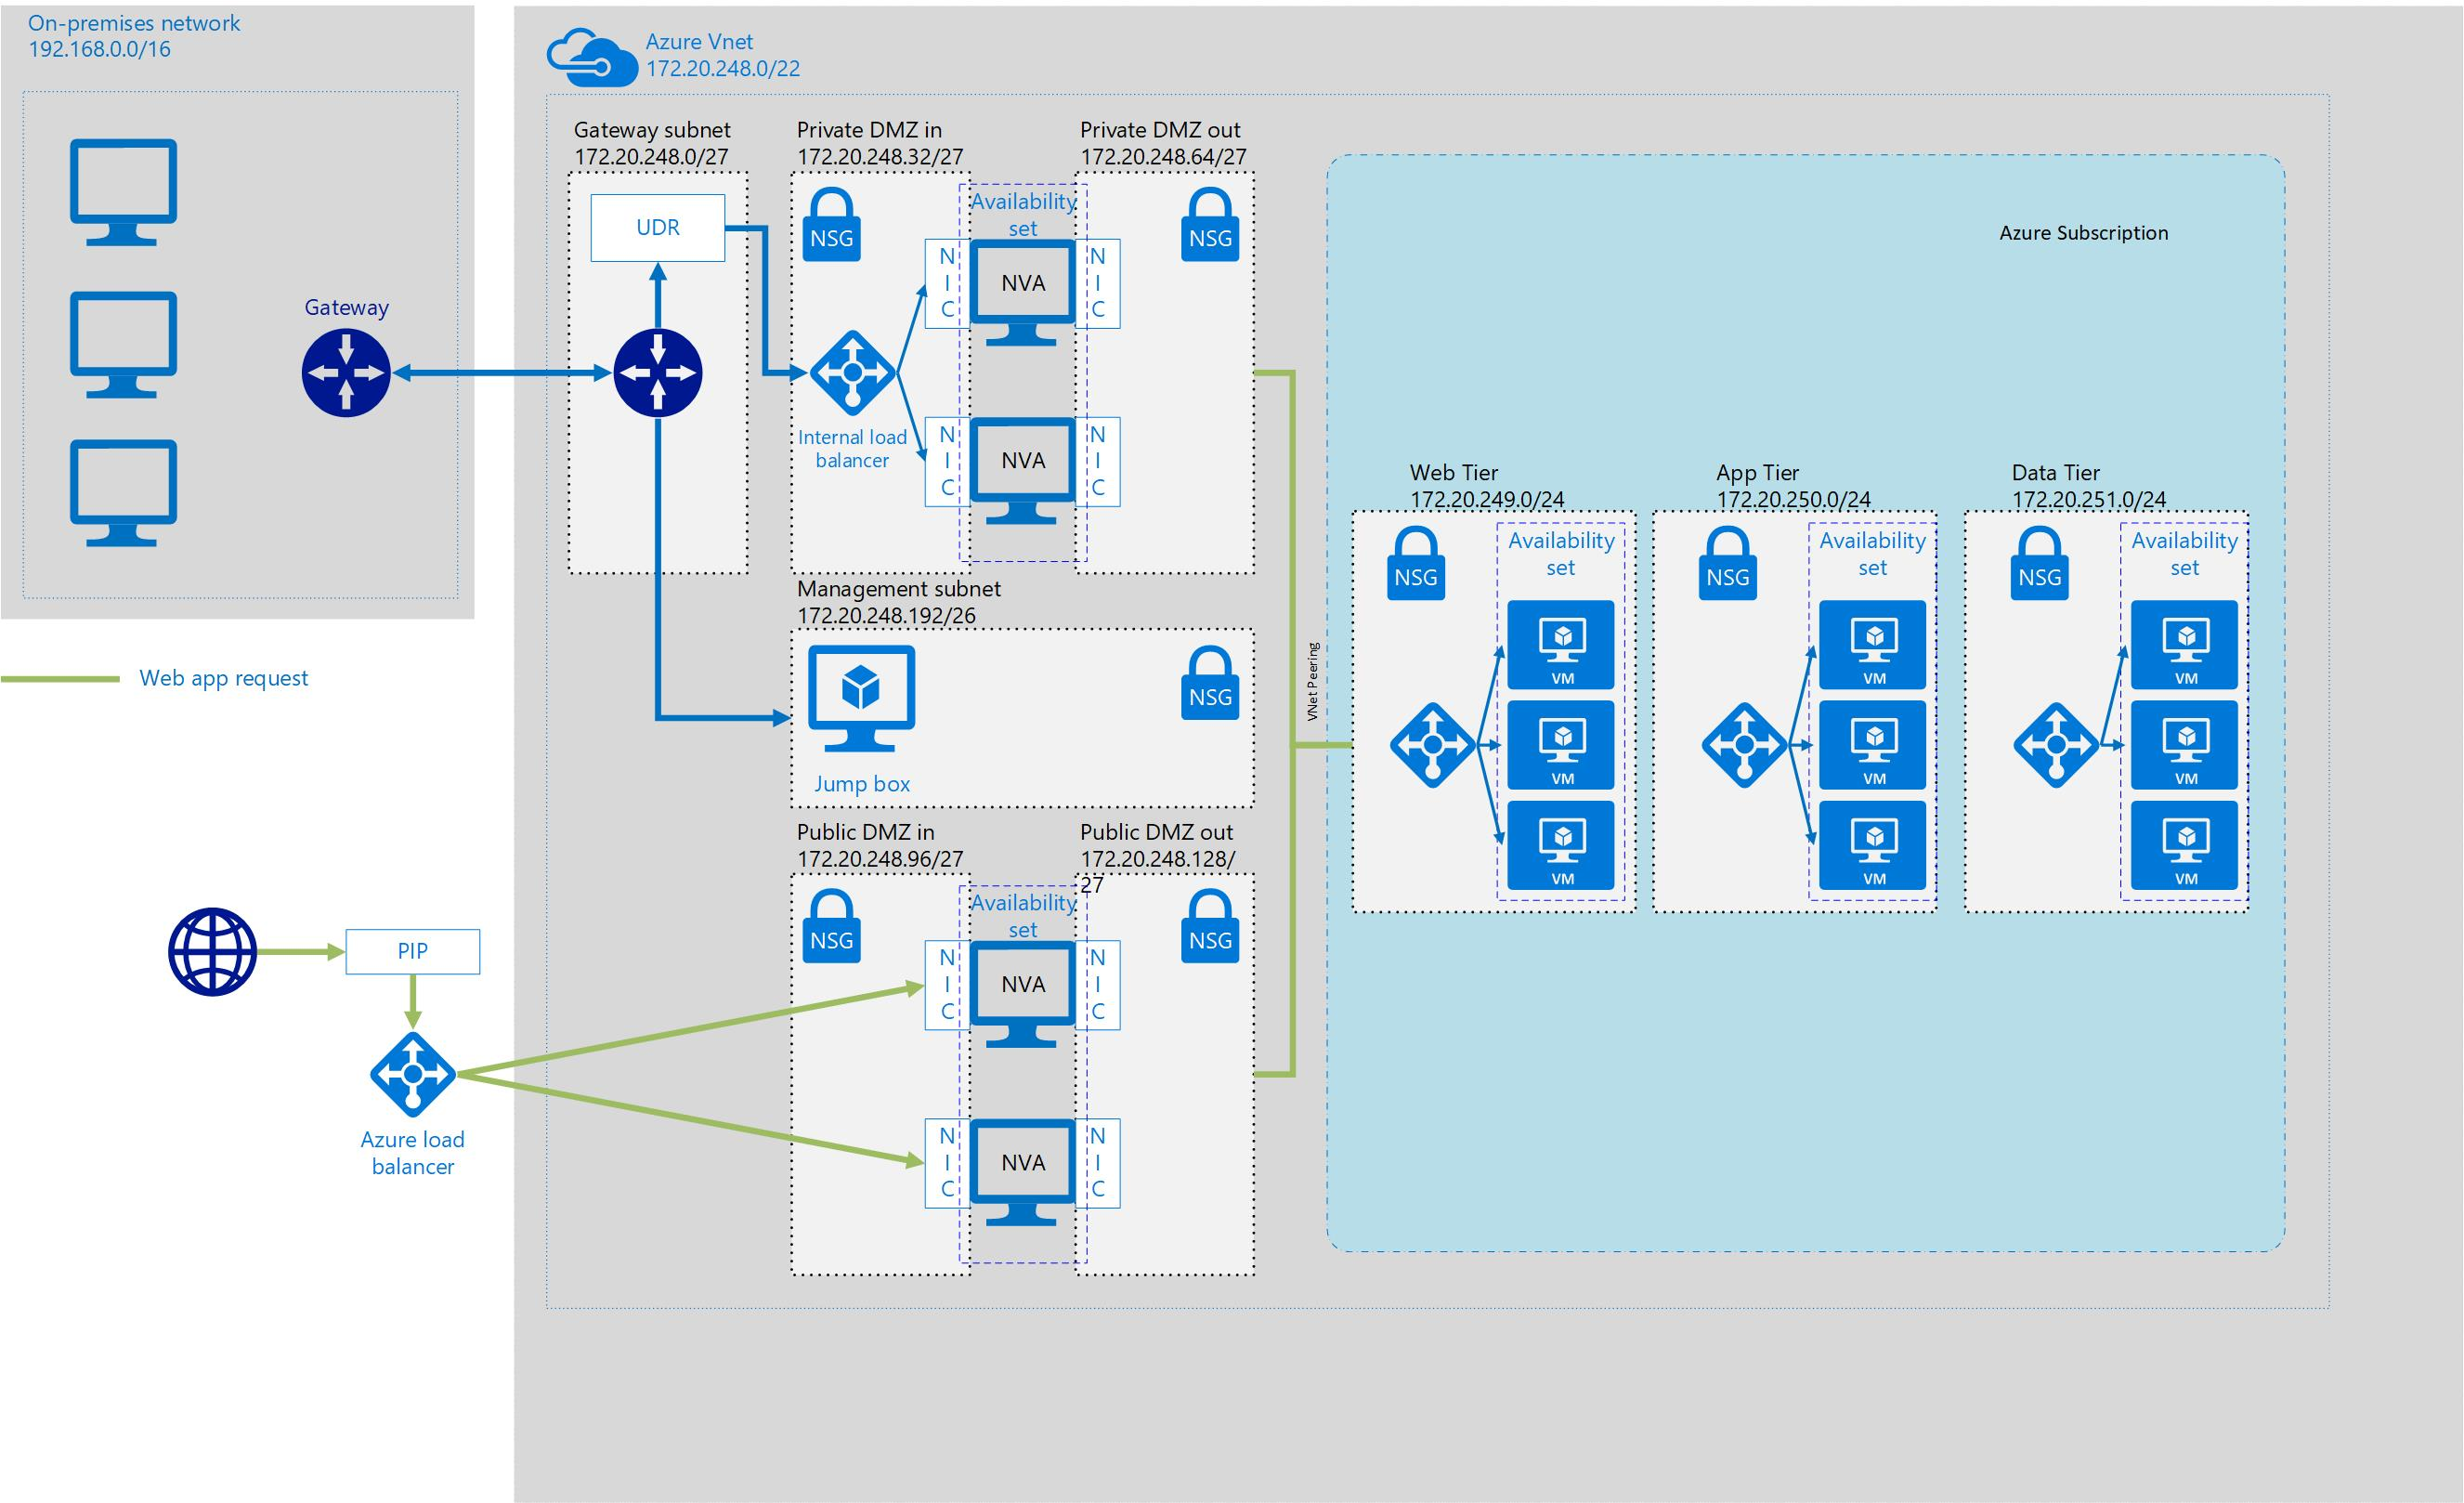 On-premises network
192.168.0.0/16
Gateway
Azure Vnet
172.20.248.0/22
Gateway subnet
172.20.248.0/27
UDR
Private DMZ in
172.20.248.32/27
NSG
Internal load
balancer
Availability
set
N
I
C
NVA
N
I
C
N
I
C
NVA
N
I
C
Private DMZ out
172.20.248.64/27
NSG
Management subnet
172.20.248.192/26
Jump box
NSG
Web app request
PIP
Azure load
balancer
Public DMZ in
172.20.248.96/27
NSG
Availability
set
N
I
C
NVA
N
I
C
N
I
C
NVA
N
I
C
Public DMZ out
172.20.248.128/
27
NSG
VNet Peering
Azure Subscription
Web Tier
172.20.249.0/24
NSG
Availability
set
VM
VM
VM
App Tier
172.20.250.0/24
NSG
Availability
set
VM
VM
VM
Data Tier
172.20.251.0/24
NSG
Availability
set
VM
VM
VM